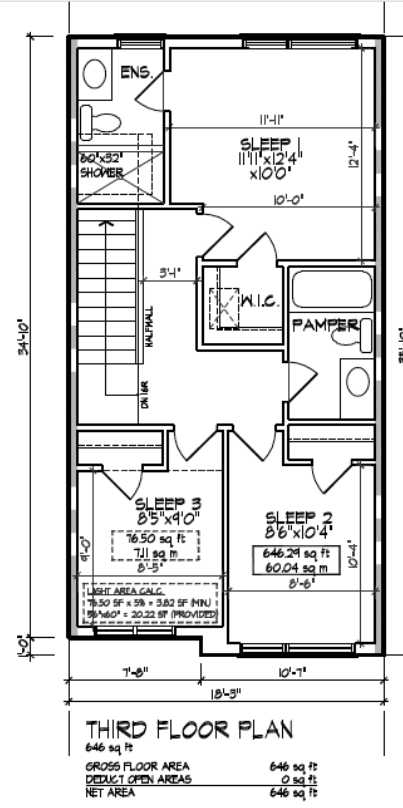 ENS.
11'-11"
SLEEP 1
11'11"x12'4"
x10'0"
12'-4"
60"x32"
SHOWER
10'-0"
3'-1"
W.I.C.
PAMPER
HALFWALL
DN 16R
34'-10"
SLEEP 3
8'5"x9'0"
76.50 sq ft
7.11 sq m
9'-0"
8'-5"
LIGHT AREA CALC.
76.50 SF x 5% = 3.82 SF (MIN)
= 20.22 SF (PROVIDED)
SLEEP 2
8'6"x10'4"
646.29 sq ft
60.04 sq m
10'-4"
8'-6"
1'-0"
7'-8"
10'-7"
18'-3"
THIRD FLOOR PLAN
646 sq ft
GROSS FLOOR AREA 646 sq ft
DEDUCT OPEN AREAS 0 sq ft
NET AREA 646 sq ft